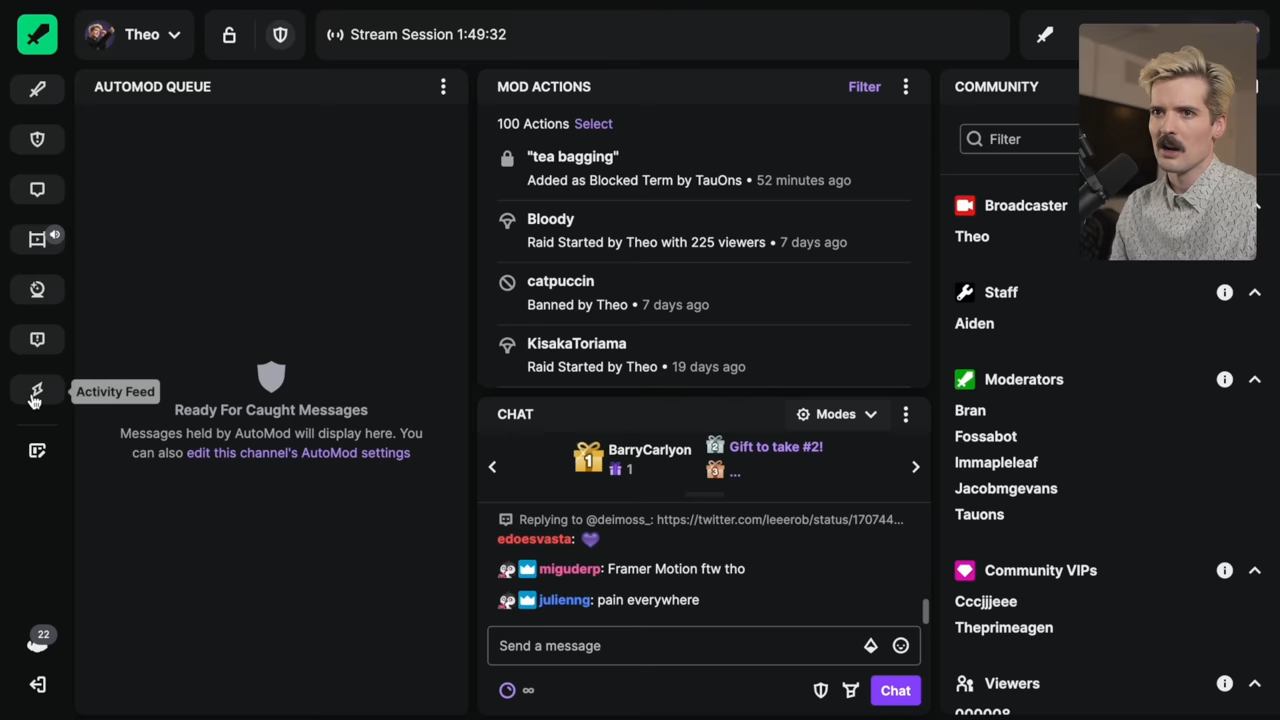 Theo
Stream Session 1:49:32
AUTOMOD QUEUE
Ready For Caught Messages
Messages held by AutoMod will display here. You
can also edit this channel's AutoMod settings
Activity Feed
22
MOD ACTIONS
Filter
100 Actions Select
"tea bagging"
Added as Blocked Term by TauOns • 52 minutes ago
Bloody
Raid Started by Theo with 225 viewers • 7 days ago
catpuccin
Banned by Theo • 7 days ago
KisakaToriama
Raid Started by Theo • 19 days ago
CHAT
Modes
1
BarryCarlyon
1
2
Gift to take #2!
3
...
Replying to @deimoss_: https://twitter.com/leeerob/status/170744...
edoesvasta:
miguderp: Framer Motion ftw tho
julienng: pain everywhere
Send a message
∞
Chat
COMMUNITY
Filter
Broadcaster
Theo
Staff
Aiden
Moderators
Bran
Fossabot
Immapleleaf
Jacobmgevans
Tauons
Community VIPs
Cccjjjeee
Theprimeagen
Viewers